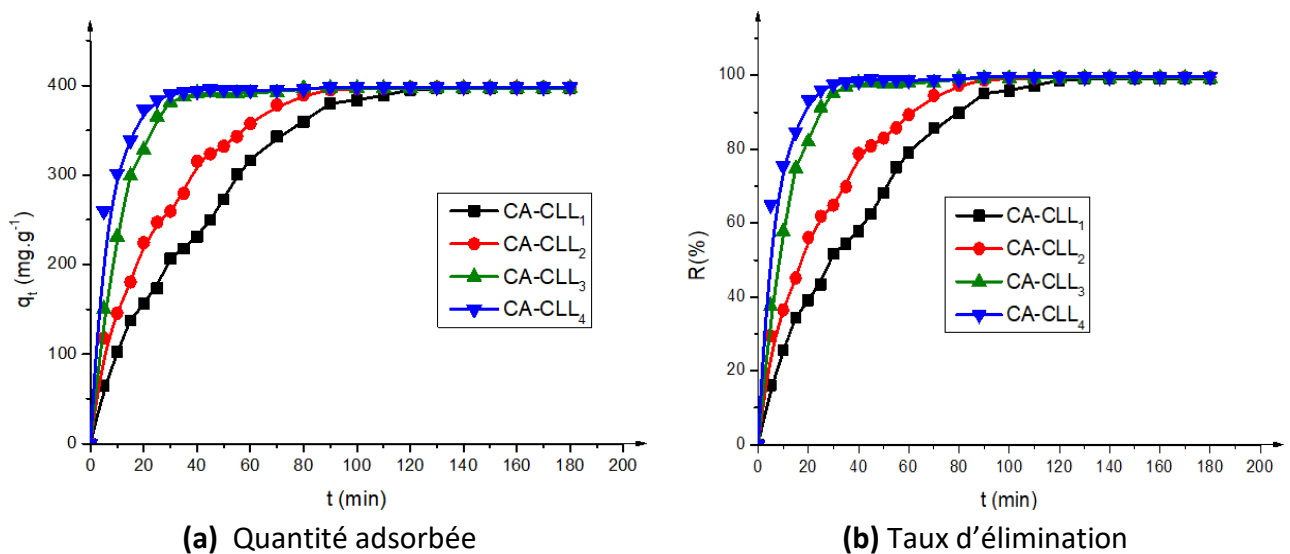 400
300
200
100
0
q_t (mg.g⁻¹)
CA-CLL₁
CA-CLL₂
CA-CLL₃
CA-CLL₄
0 20 40 60 80 100 120 140 160 180 200
t (min)
(a) Quantité adsorbée
100
80
60
40
20
0
R(%)
CA-CLL₁
CA-CLL₂
CA-CLL₃
CA-CLL₄
0 20 40 60 80 100 120 140 160 180 200
t (min)
(b) Taux d’élimination